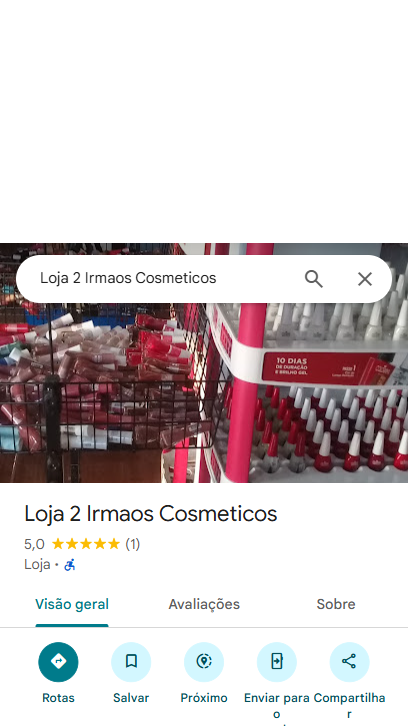 Loja 2 Irmaos Cosmeticos
10 DIAS
DE DURAÇÃO
E BRILHO GEL
Loja 2 Irmaos Cosmeticos
5,0 (1)
Loja ·
Visão geral Avaliações Sobre
Rotas Salvar Próximo Enviar para o Compartilhar